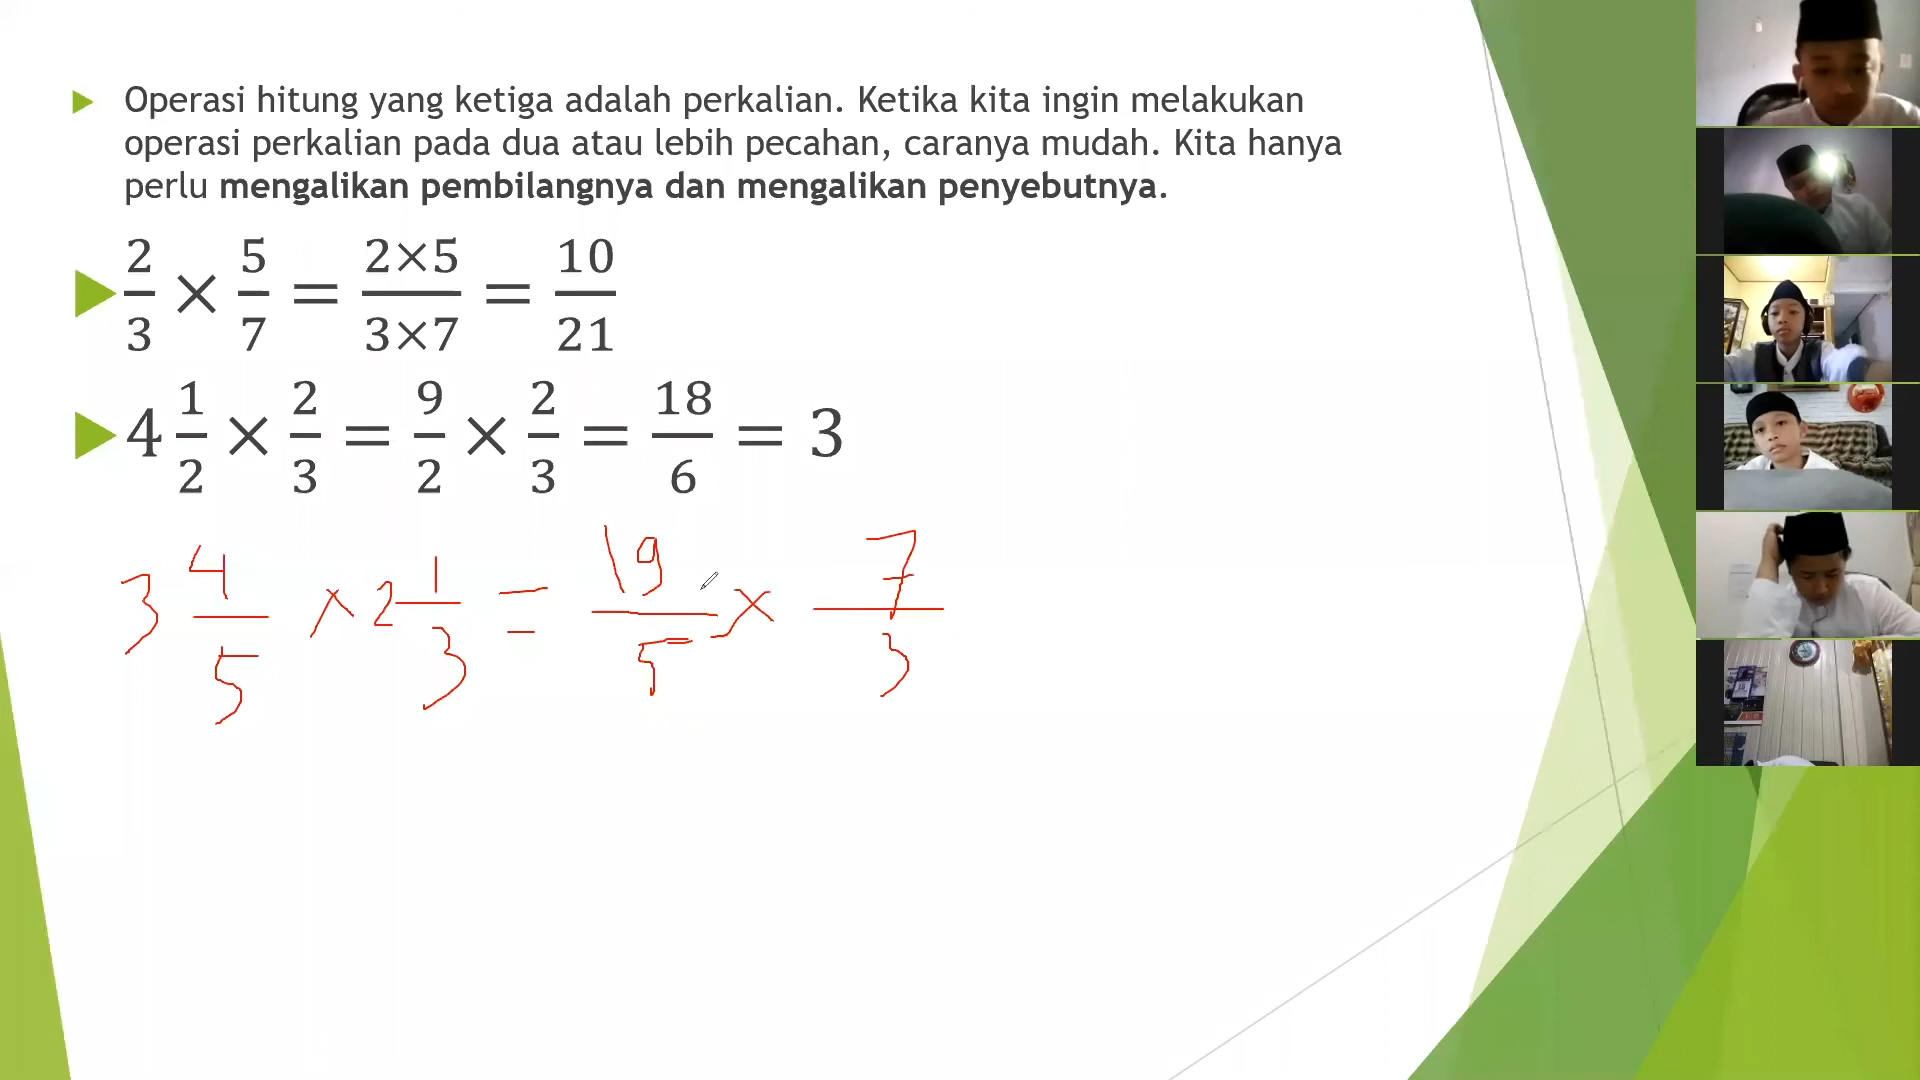 Operasi hitung yang ketiga adalah perkalian. Ketika kita ingin melakukan
operasi perkalian pada dua atau lebih pecahan, caranya mudah. Kita hanya
perlu mengalikan pembilangnya dan mengalikan penyebutnya.
2/3 × 5/7 = 2×5/3×7 = 10/21
4 1/2 × 2/3 = 9/2 × 2/3 = 18/6 = 3
3 4/5 × 2 1/3 = 19/5 × 7/3